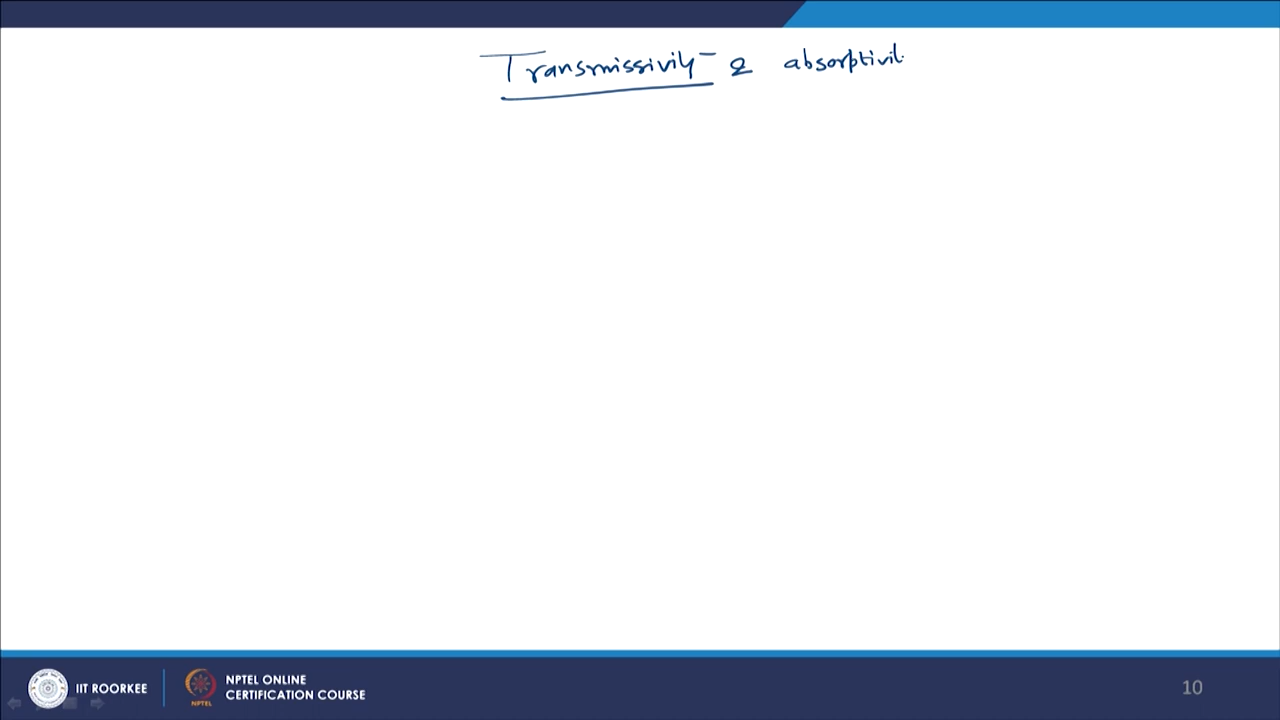 Transmissivity & absorptivit
IIT ROORKEE
NPTEL ONLINE
CERTIFICATION COURSE
NPTEL
10